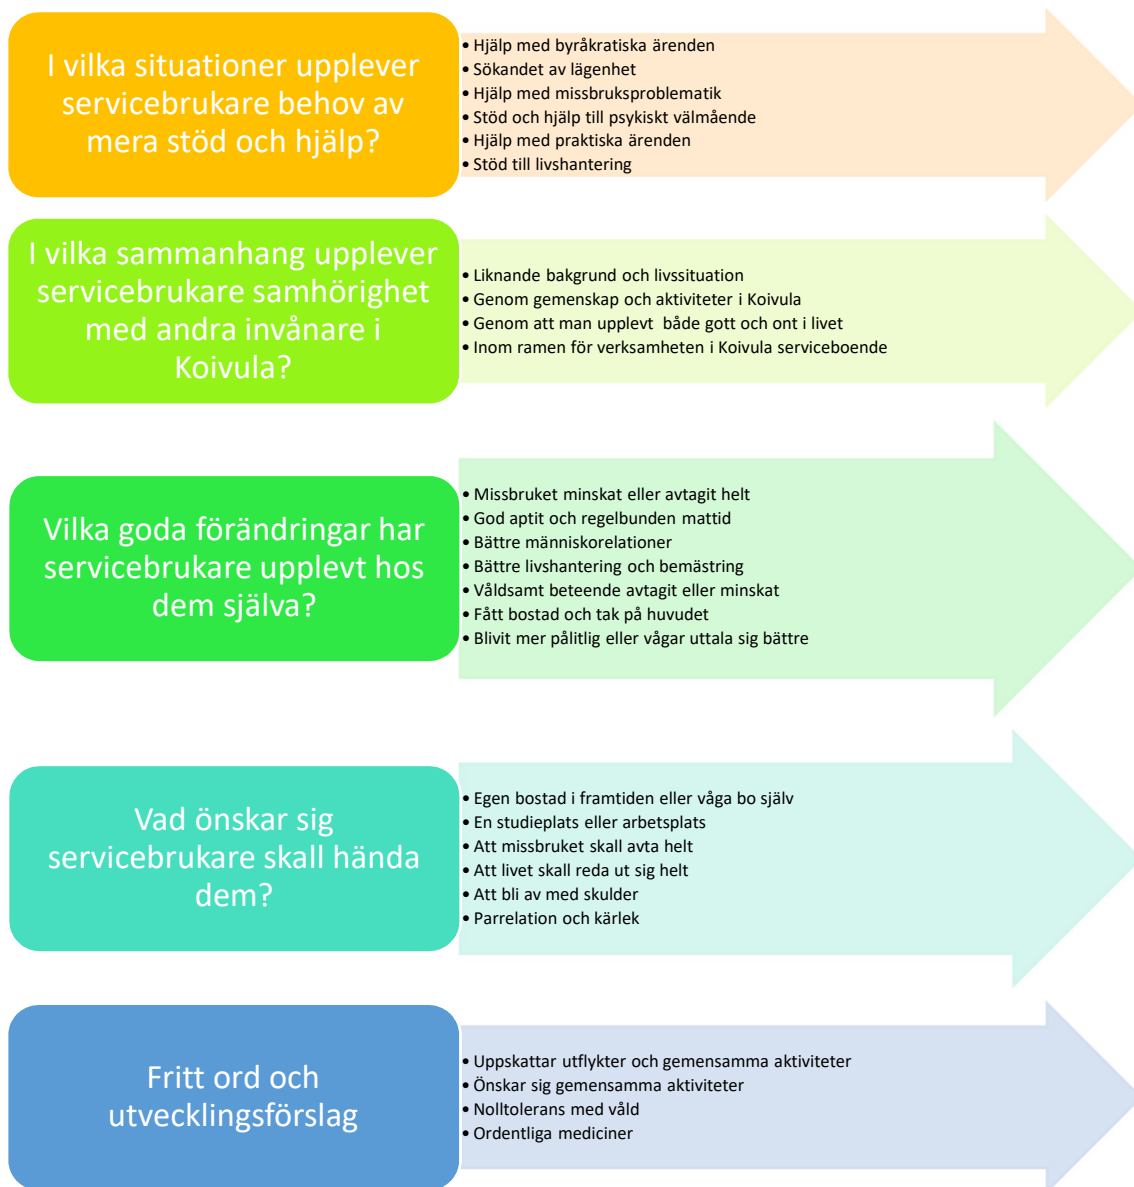 I vilka situationer upplever
servicebrukare behov av
mera stöd och hjälp?
• Hjälp med byråkratiska ärenden
• Sökandet av lägenhet
• Hjälp med missbruksproblematik
• Stöd och hjälp till psykiskt välmående
• Hjälp med praktiska ärenden
• Stöd till livshantering
I vilka sammanhang upplever
servicebrukare samhörighet
med andra invånare i
Koivula?
• Liknande bakgrund och livssituation
• Genom gemenskap och aktiviteter i Koivula
• Genom att man upplevt både gott och ont i livet
• Inom ramen för verksamheten i Koivula serviceboende
Vilka goda förändringar har
servicebrukare upplevt hos
dem själva?
• Missbruket minskat eller avtagit helt
• God aptit och regelbunden mattid
• Bättre människorelationer
• Bättre livshantering och bemästring
• Våldsamt beteende avtagit eller minskat
• Fått bostad och tak på huvudet
• Blivit mer pålitlig eller vågar uttala sig bättre
Vad önskar sig
servicebrukare skall hända
dem?
• Egen bostad i framtiden eller våga bo själv
• En studieplats eller arbetsplats
• Att missbruket skall avta helt
• Att livet skall reda ut sig helt
• Att bli av med skulder
• Parrelation och kärlek
Fritt ord och
utvecklingsförslag
• Uppskattar utflykter och gemensamma aktiviteter
• Önskar sig gemensamma aktiviteter
• Nolltolerans med våld
• Ordentliga mediciner